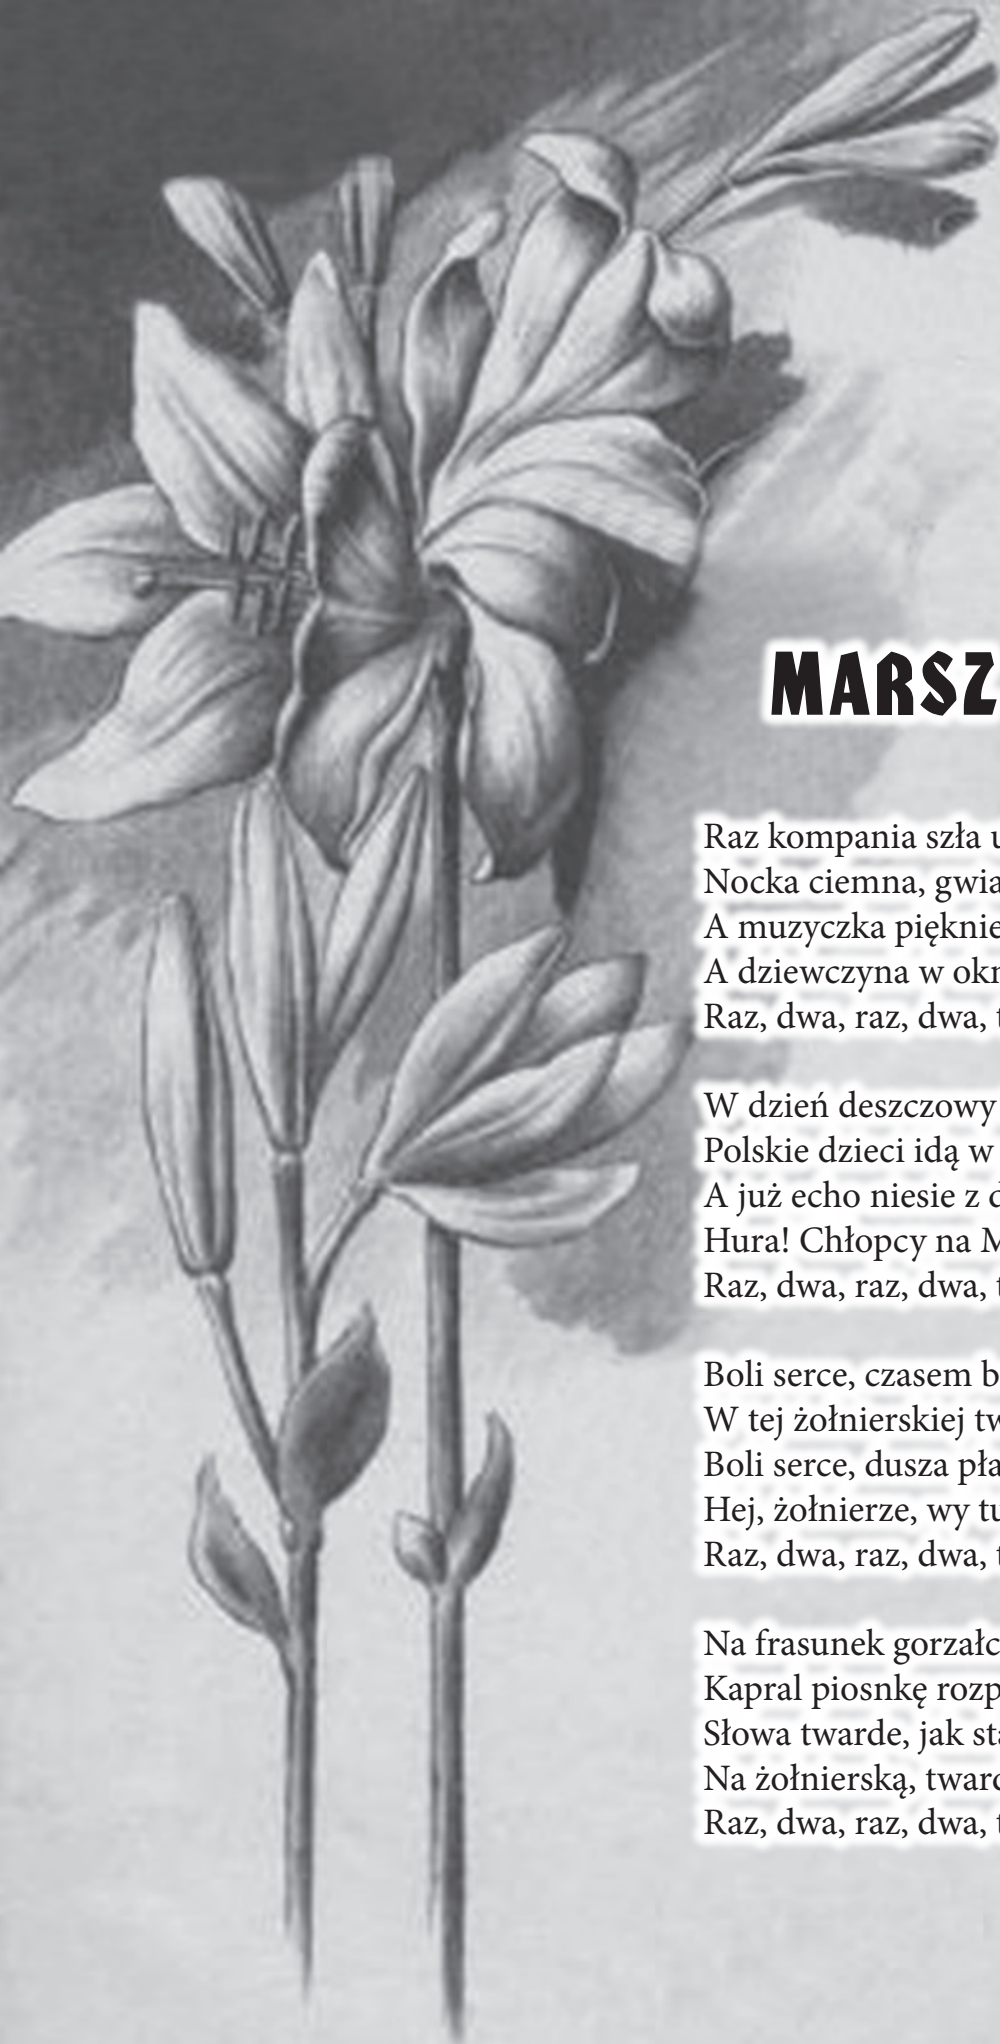 MARSZ
Raz kompania szła u
Nocka ciemna, gwia
A muzyczka pięknie
A dziewczyna w okn
Raz, dwa, raz, dwa, t
W dzień deszczowy
Polskie dzieci idą w
A już echo niesie z d
Hura! Chłopcy na M
Raz, dwa, raz, dwa, t
Boli serce, czasem b
W tej żołnierskiej tw
Boli serce, dusza pła
Hej, żołnierze, wy tu
Raz, dwa, raz, dwa, t
Na frasunek gorzałc
Kapral piosnkę rozp
Słowa twarde, jak sta
Na żołnierską, tward
Raz, dwa, raz, dwa, t